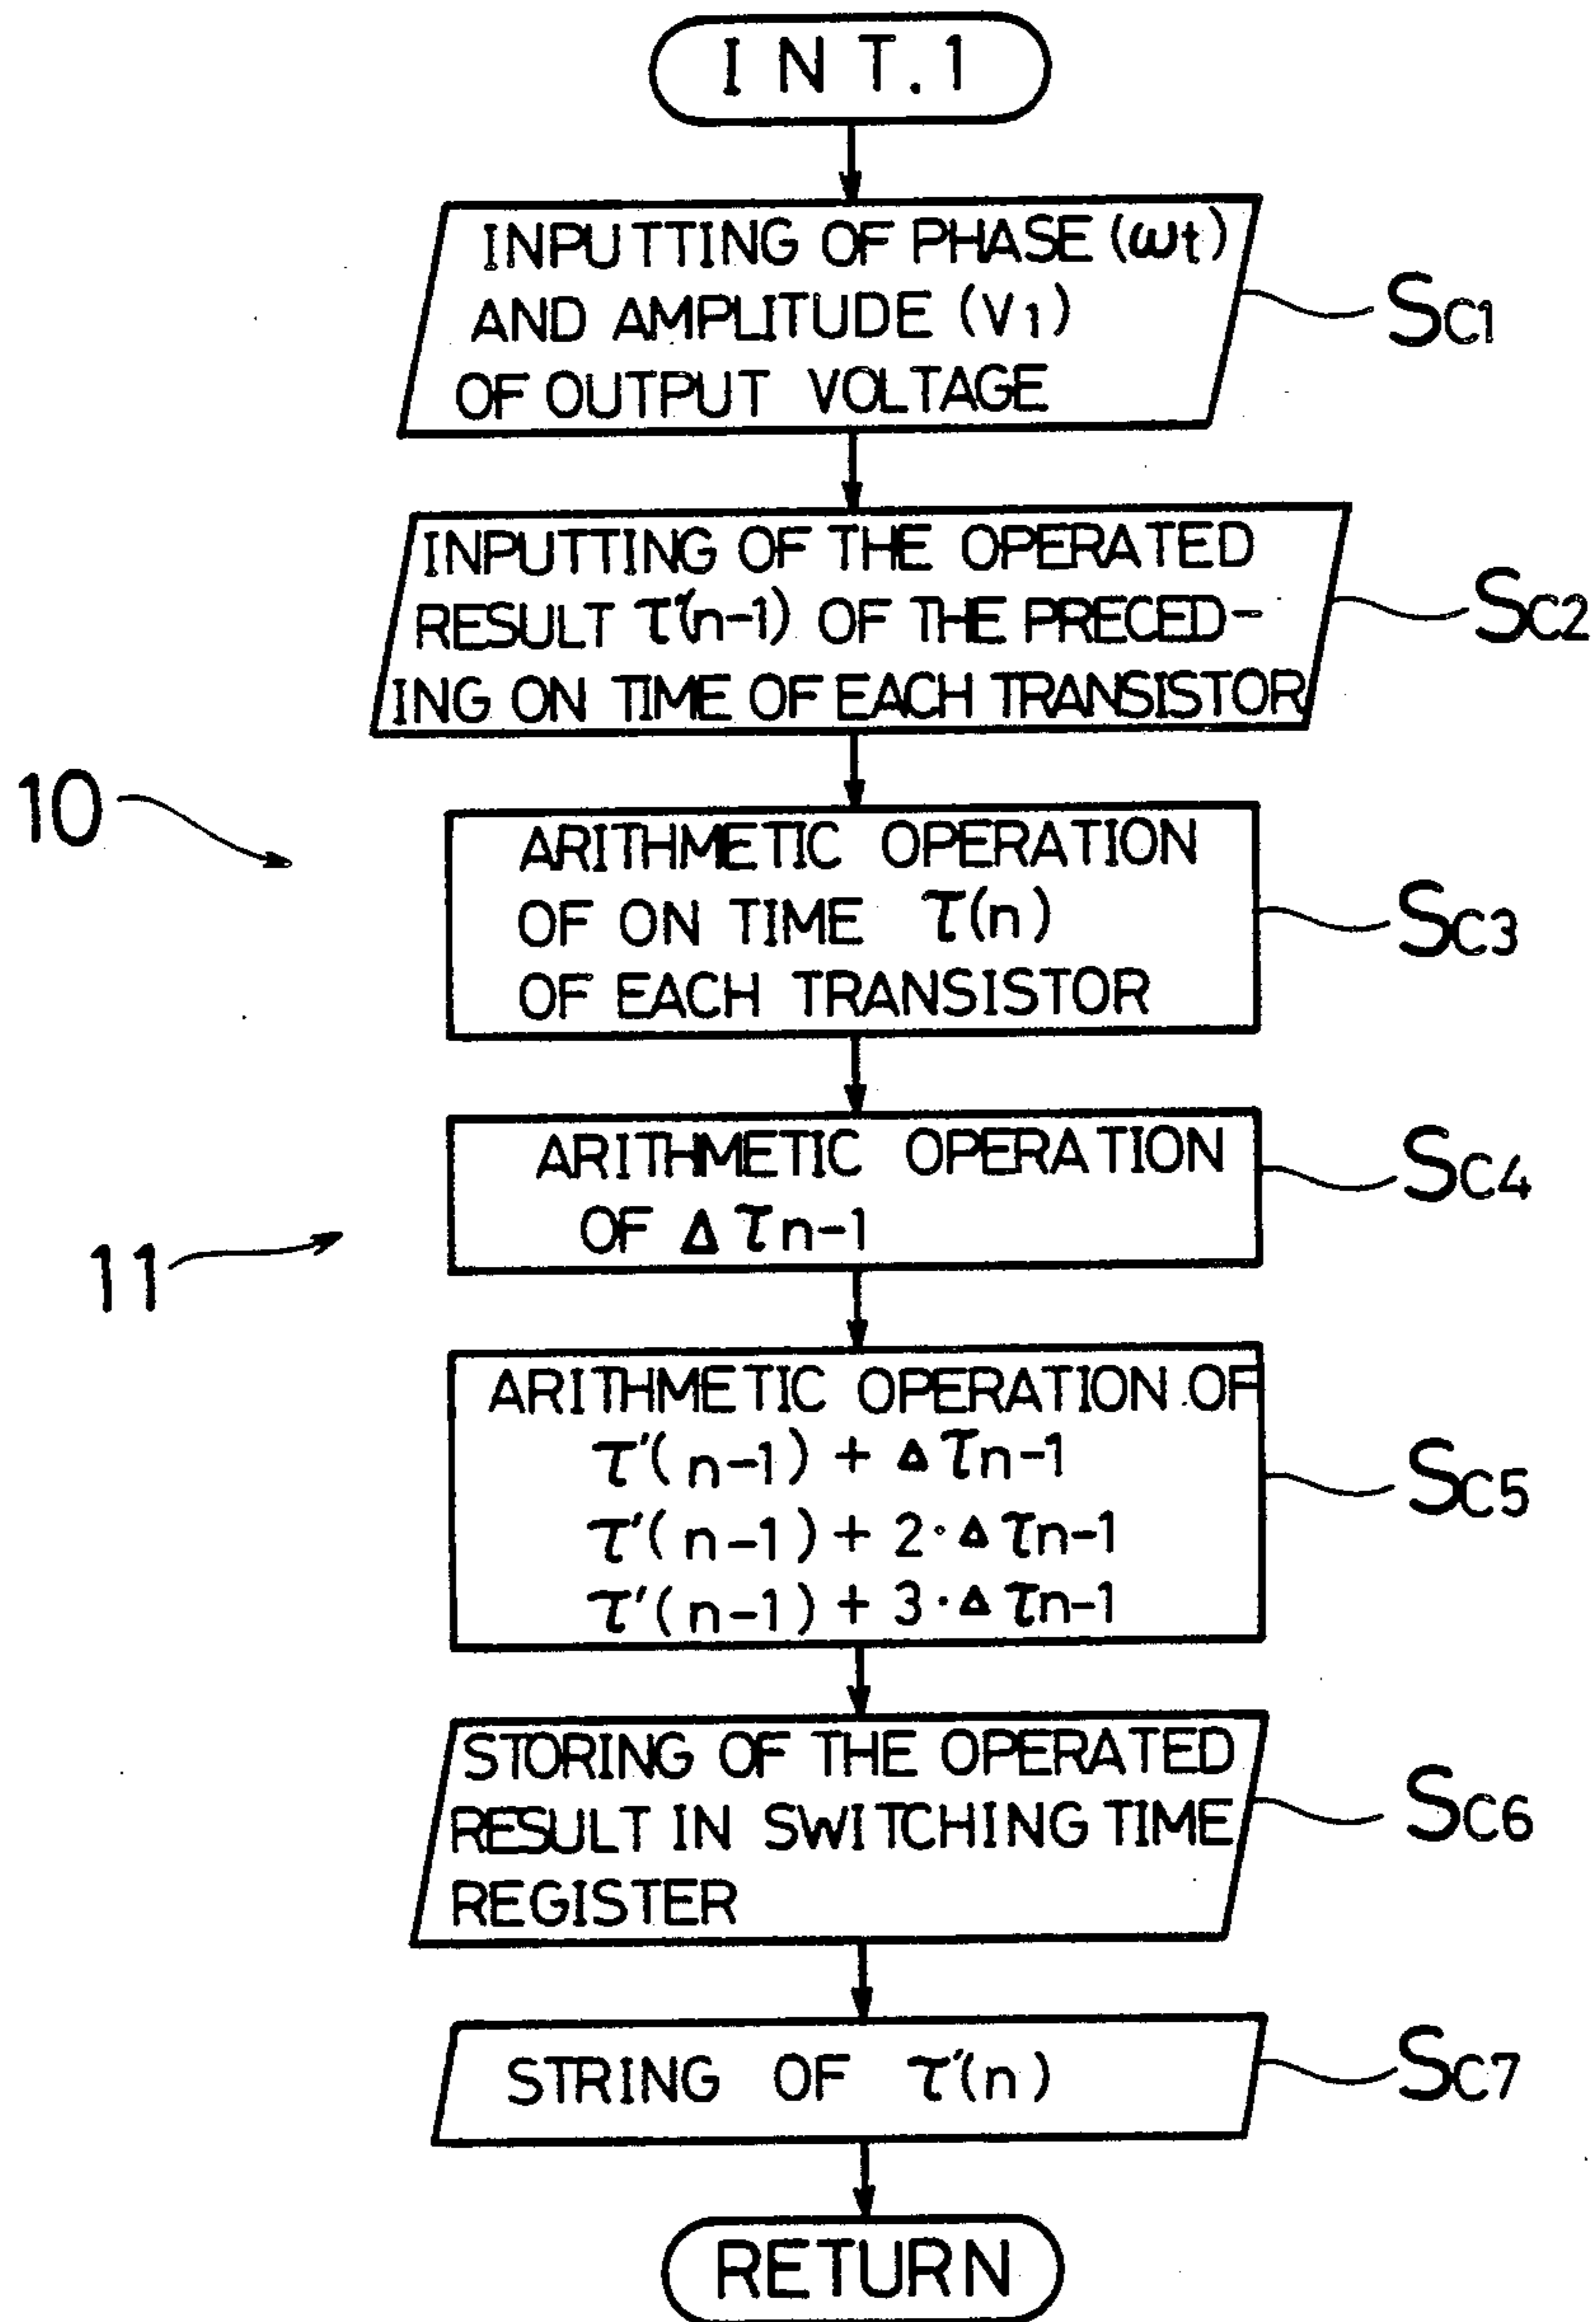 INT.1
INPUTTING OF PHASE (ωt)
AND AMPLITUDE (V1)
OF OUTPUT VOLTAGE
SC1
INPUTTING OF THE OPERATED
RESULT τ'(n-1) OF THE PRECED-
ING ON TIME OF EACH TRANSISTOR
SC2
10
ARITHMETIC OPERATION
OF ON TIME τ(n)
OF EACH TRANSISTOR
SC3
ARITHMETIC OPERATION
OF Δτn-1
SC4
11
ARITHMETIC OPERATION OF
τ'(n-1) + Δτn-1
τ'(n-1) + 2·Δτn-1
τ'(n-1) + 3·Δτn-1
SC5
STORING OF THE OPERATED
RESULT IN SWITCHING TIME
REGISTER
SC6
STRING OF τ'(n)
SC7
RETURN